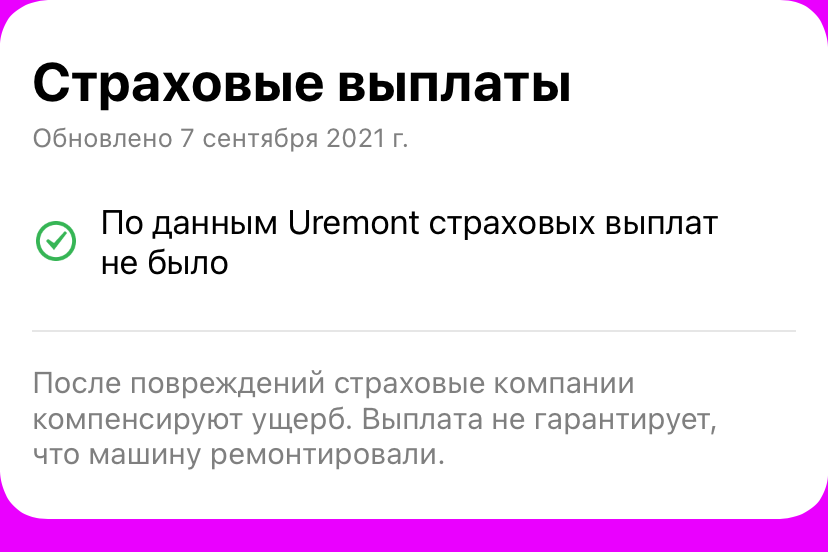 Страховые выплаты
Обновлено 7 сентября 2021 г.
По данным Uremont страховых выплат
не было
После повреждений страховые компании
компенсируют ущерб. Выплата не гарантирует,
что машину ремонтировали.